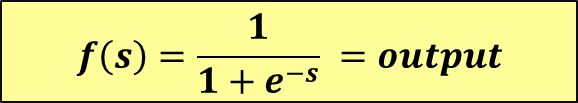 f(s) = 1 / (1 + e^{-s}) = output